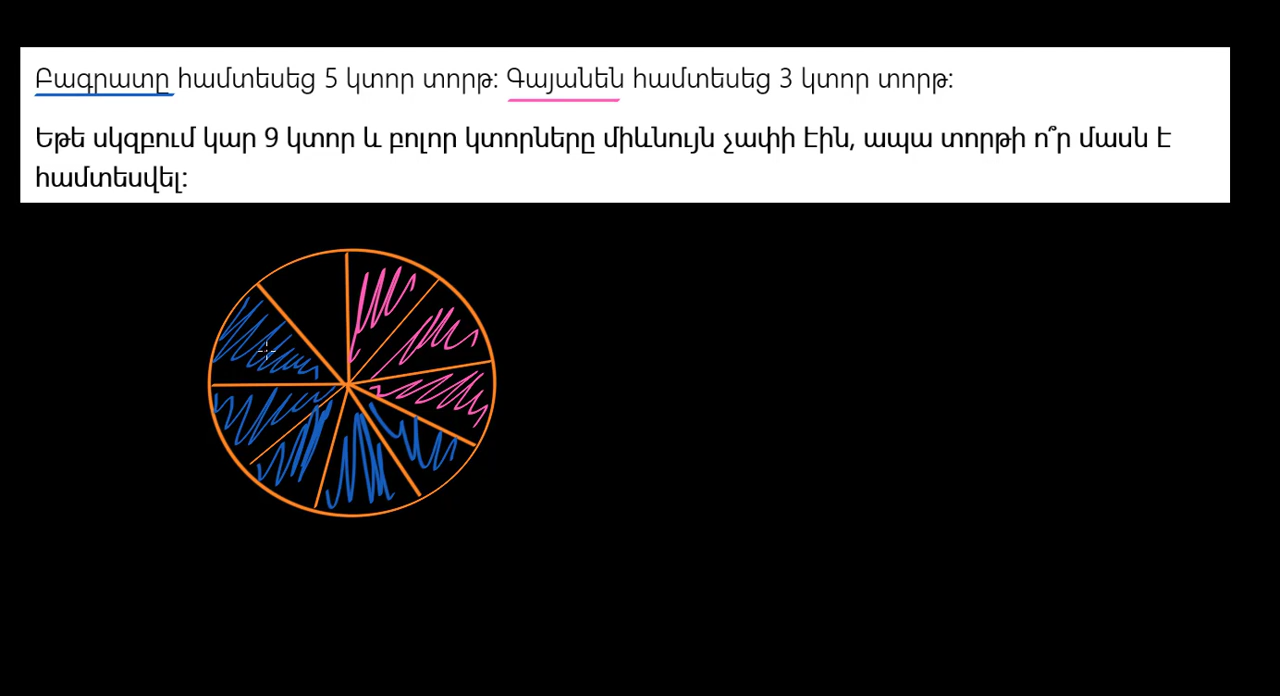 Բագրատը համտեսեց 5 կտոր տորթ: Գայանեն համտեսեց 3 կտոր տորթ:
Եթե սկզբում կար 9 կտոր և բոլոր կտորները միևնույն չափի էին, ապա տորթի ո՞ր մասն է
համտեսվել: